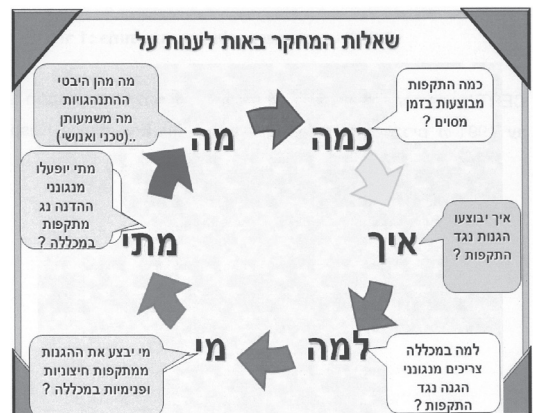 שאלות המחקר באות לענות על
מה מהן היבטי
ההתנהגויות
מה משמעותן
(טכני ואנושי)..
מה
כמה
כמה התקפות
מבוצעות בזמן
מסוים ?
מתי יופעלו
מנגנוני
ההדנה נג
מתקפות
במכללה ?
מתי
איך
איך יבוצעו
הגנות נגד
התקפות ?
מי יבצע את ההגנות
ממתקפות חיצוניות
ופנימיות במכללה ?
מי
למה
למה במכללה
צריכים מנגנוני
הגנה נגד
התקפות ?